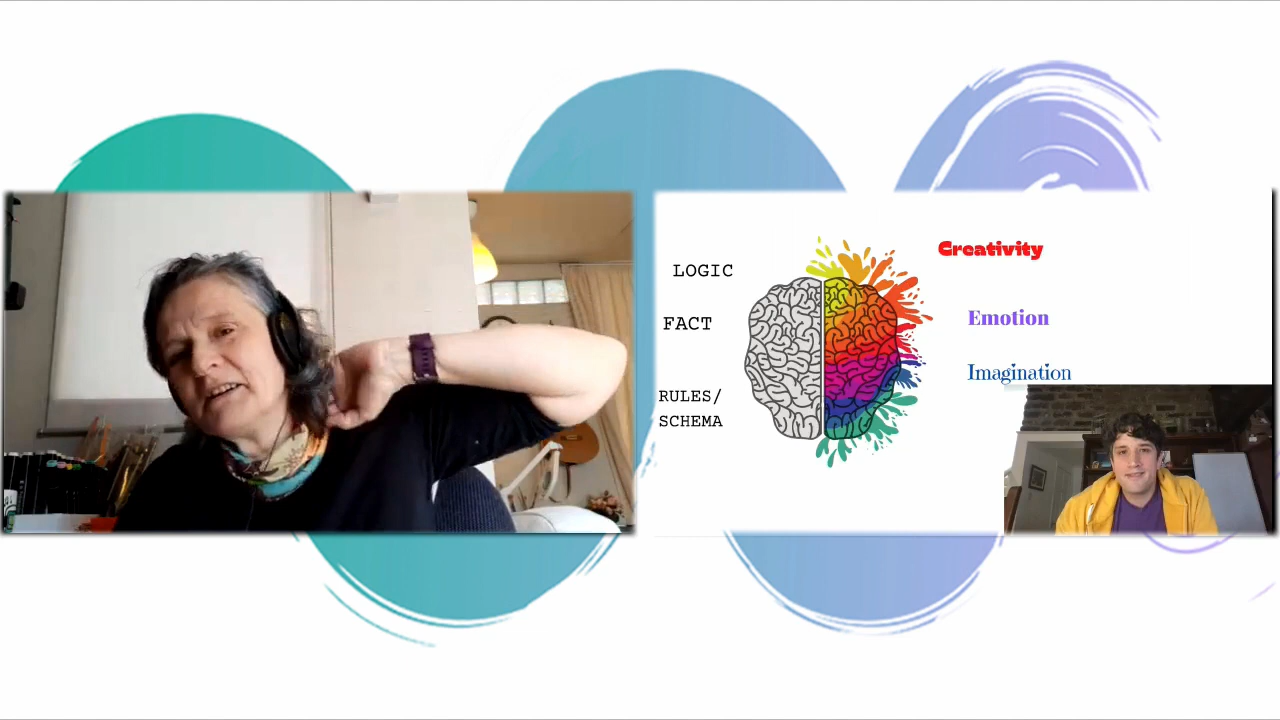 LOGIC
FACT
RULES/
SCHEMA
Creativity
Emotion
Imagination